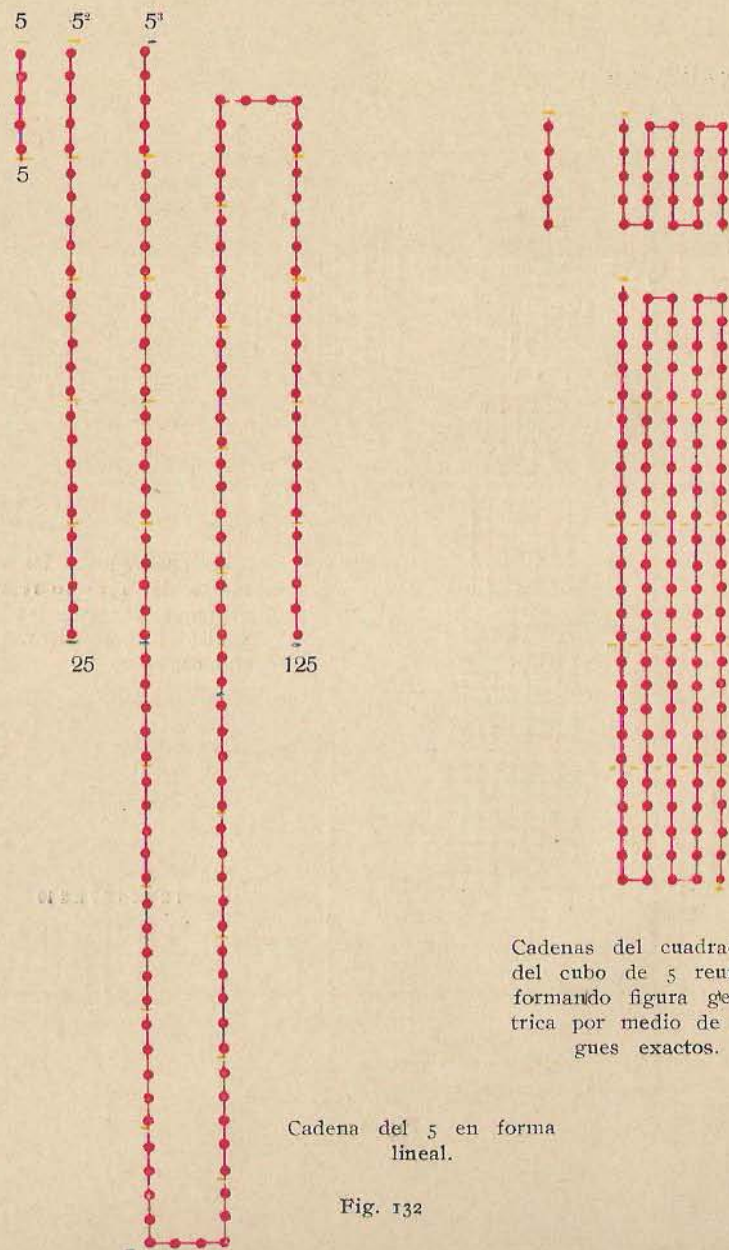 5 5² 5³
5
25 125
Cadenas del cuadra
del cubo de 5 reu
formando figura ge
trica por medio de
gues exactos.
Cadena del 5 en forma
lineal.
Fig. 132